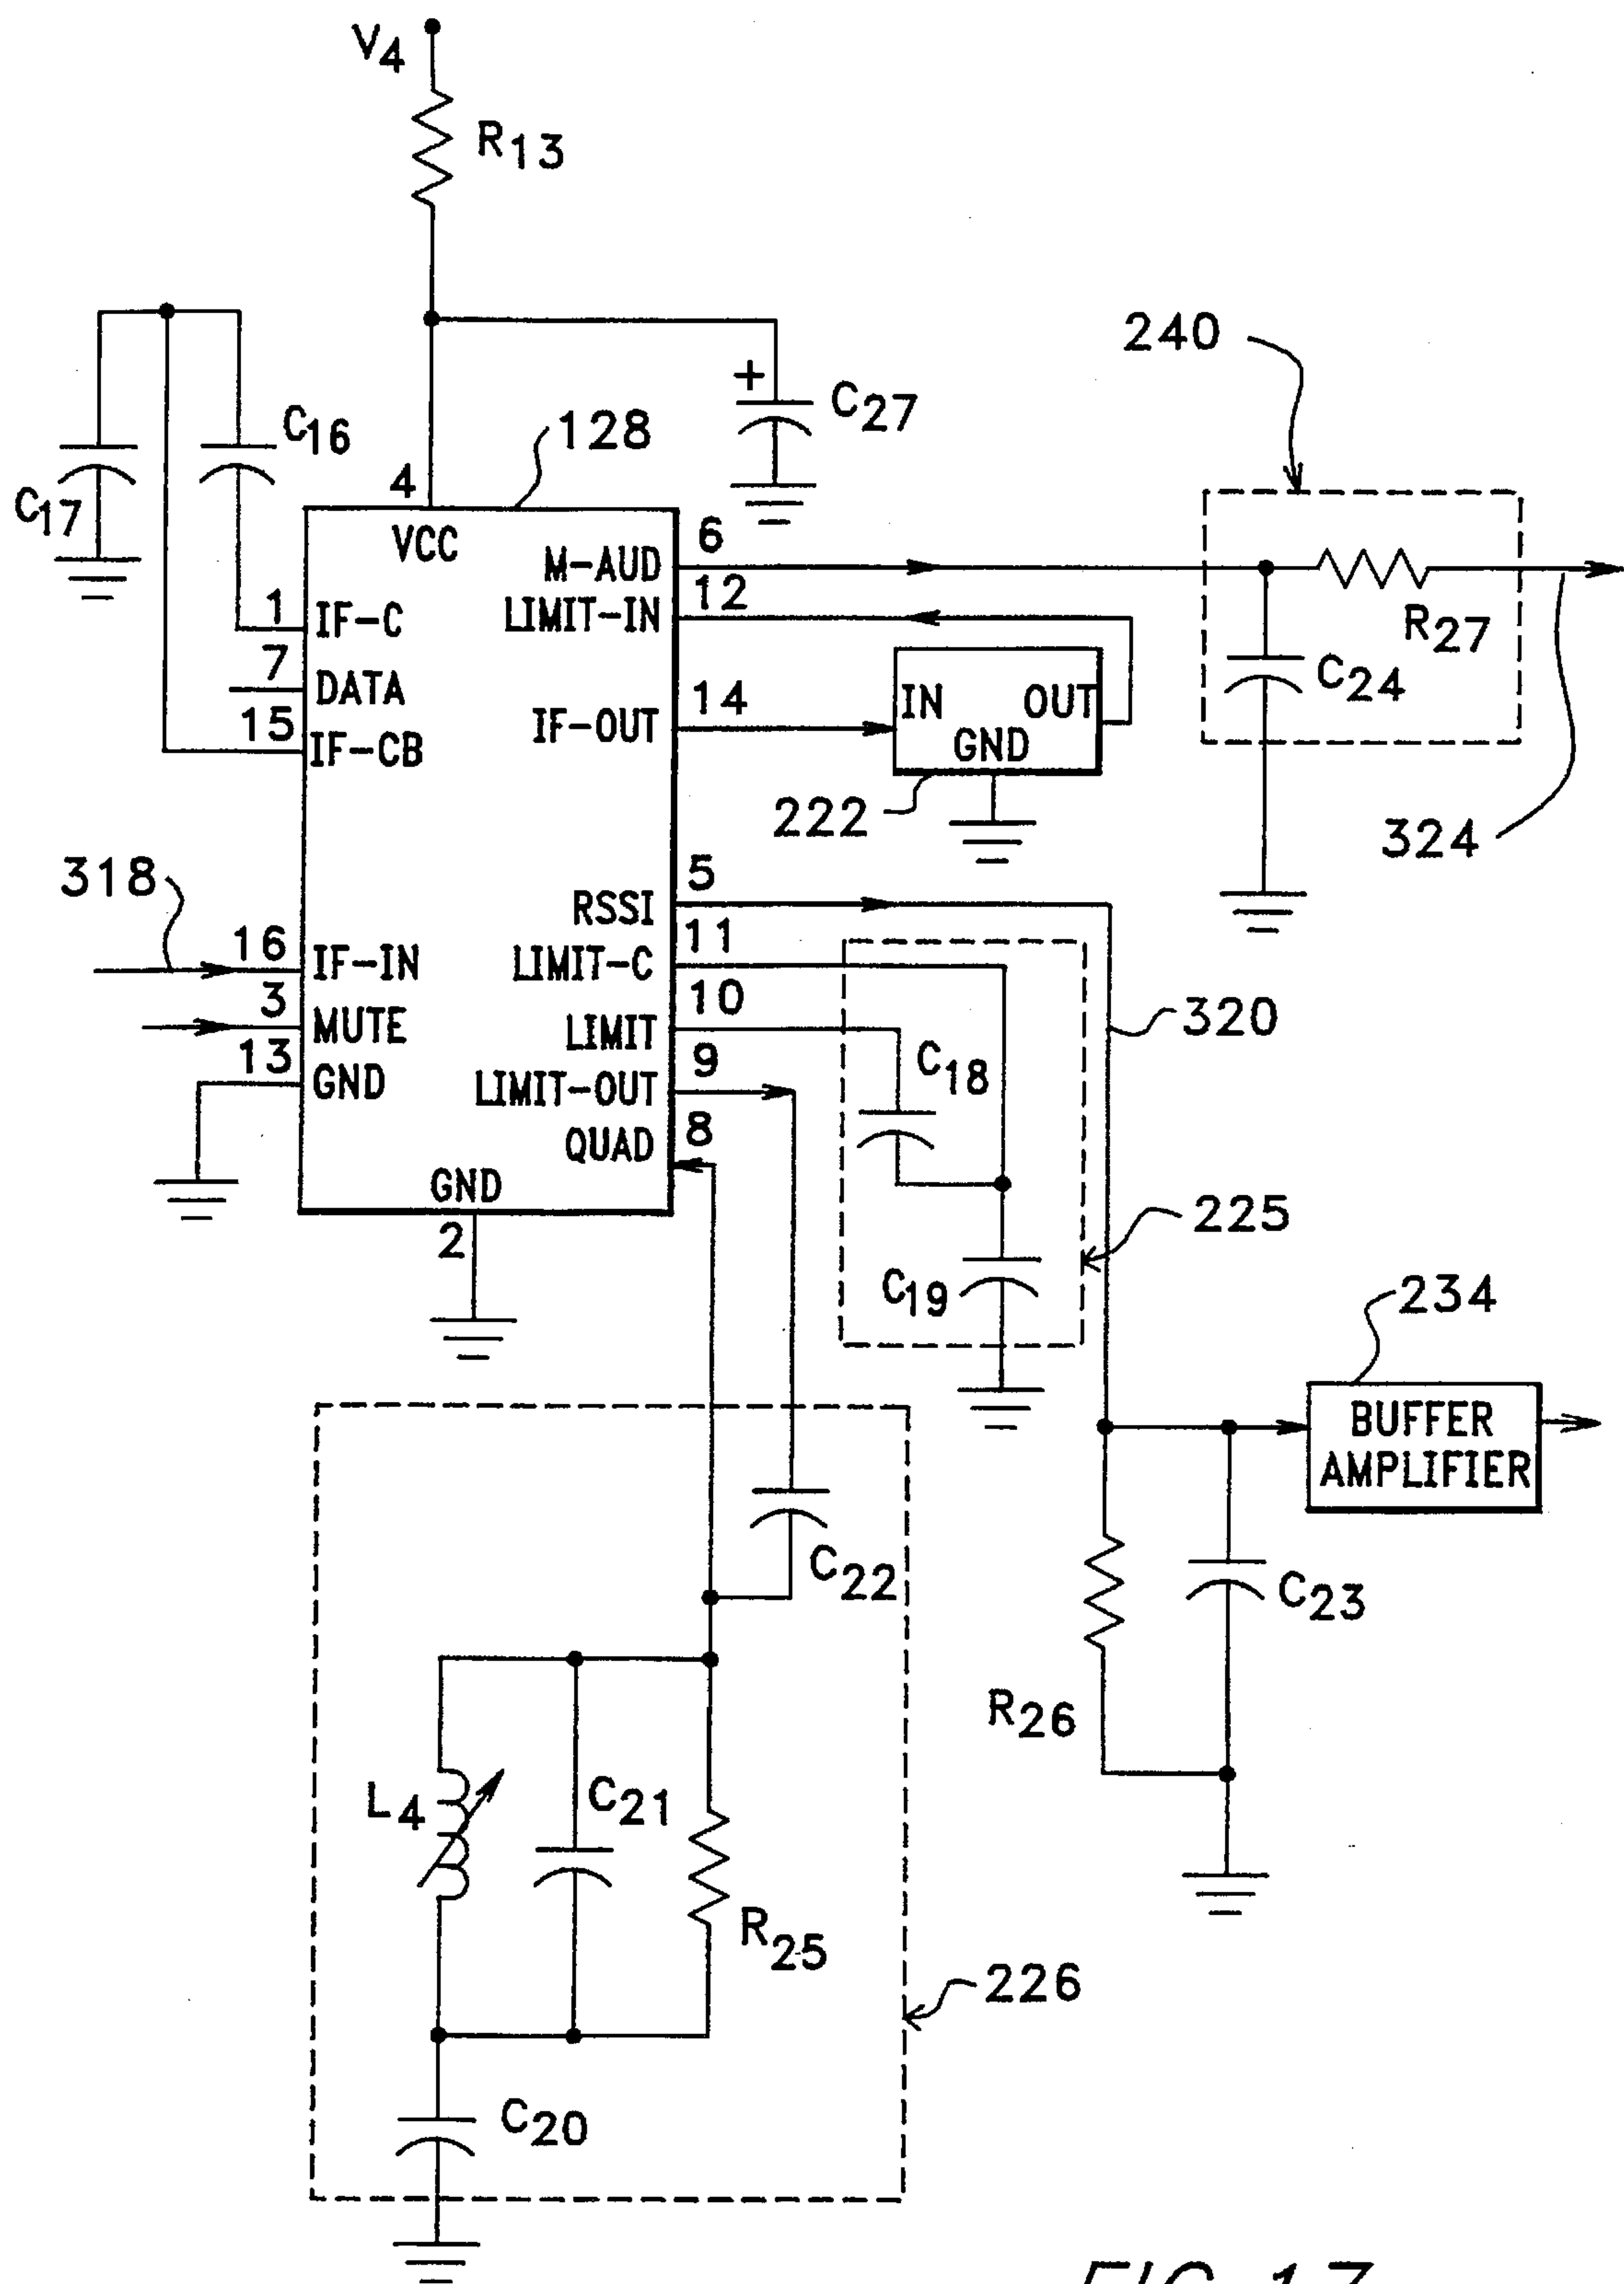 V4
R13
240
C27
C16
128
C17
4
VCC
6
M-AUD
12
LIMIT-IN
1
IF-C
R27
C24
7
DATA
14
IF-OUT
IN OUT
GND
15
IF-CB
222
324
318
5
RSSI
16
IF-IN
11
LIMIT-C
3
MUTE
10
LIMIT
320
13
GND
9
LIMIT-OUT
C18
8
QUAD
GND
2
225
C19
234
BUFFER
AMPLIFIER
C22
C23
R26
L4
C21
R25
226
C20
FIG. 17